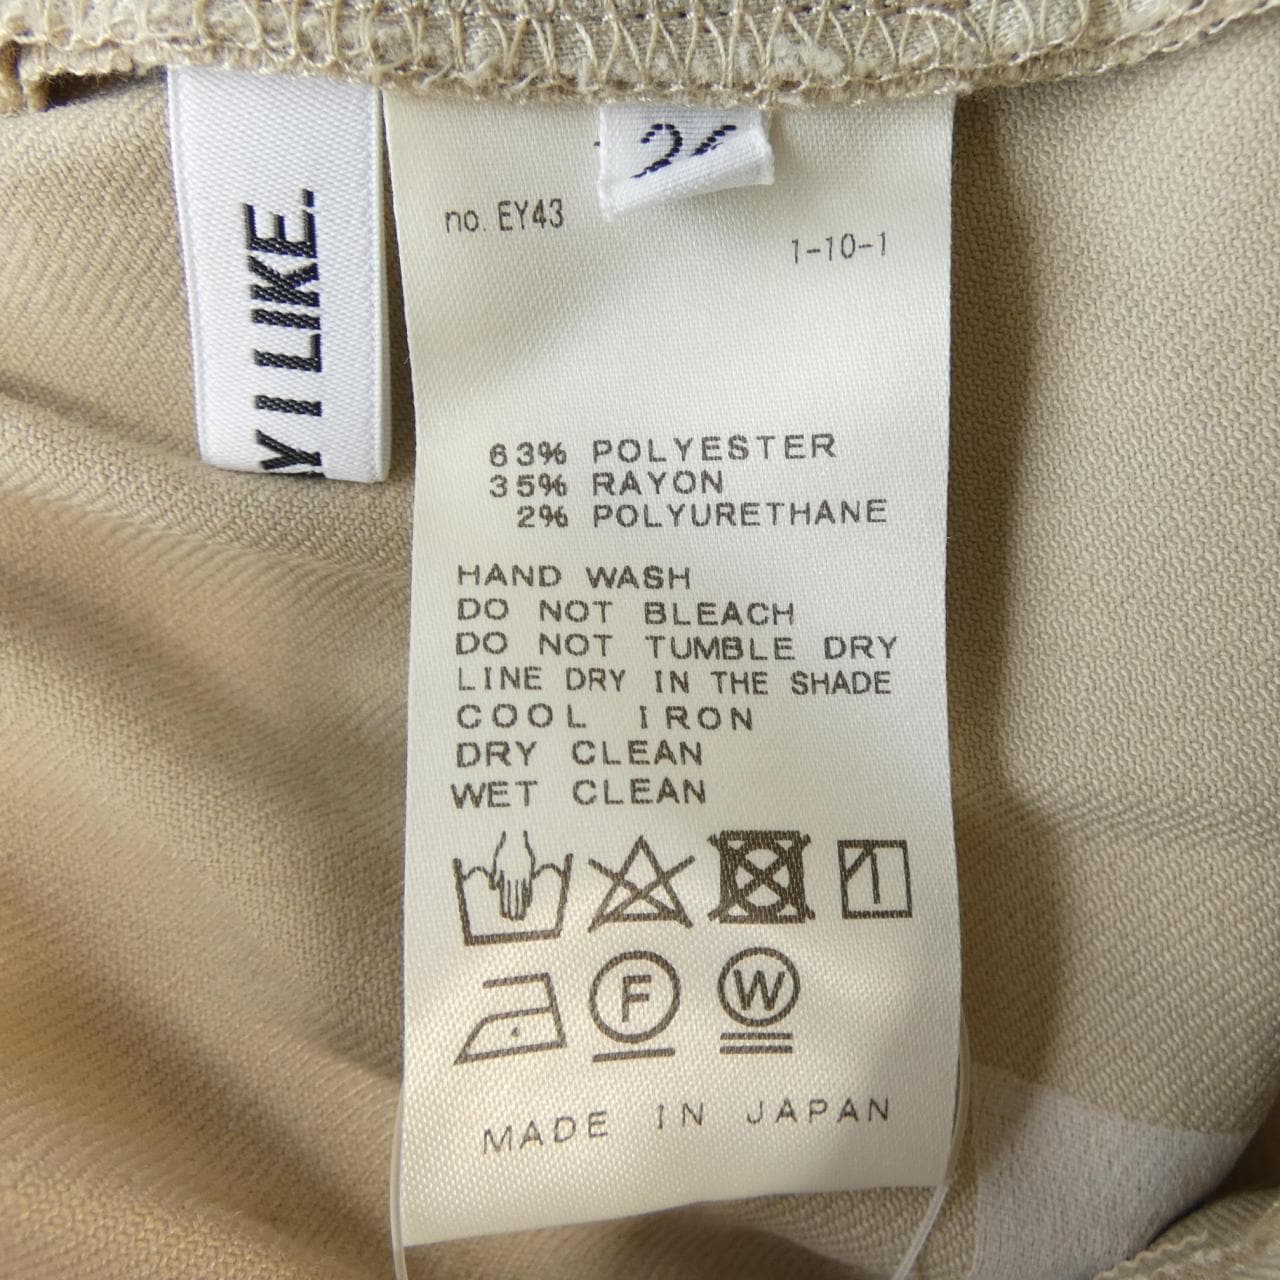 Y I LIKE.
no. EY43
1-10-1
63% POLYESTER
35% RAYON
2% POLYURETHANE
HAND WASH
DO NOT BLEACH
DO NOT TUMBLE DRY
LINE DRY IN THE SHADE
COOL IRON
DRY CLEAN
WET CLEAN
F
W
MADE IN JAPAN